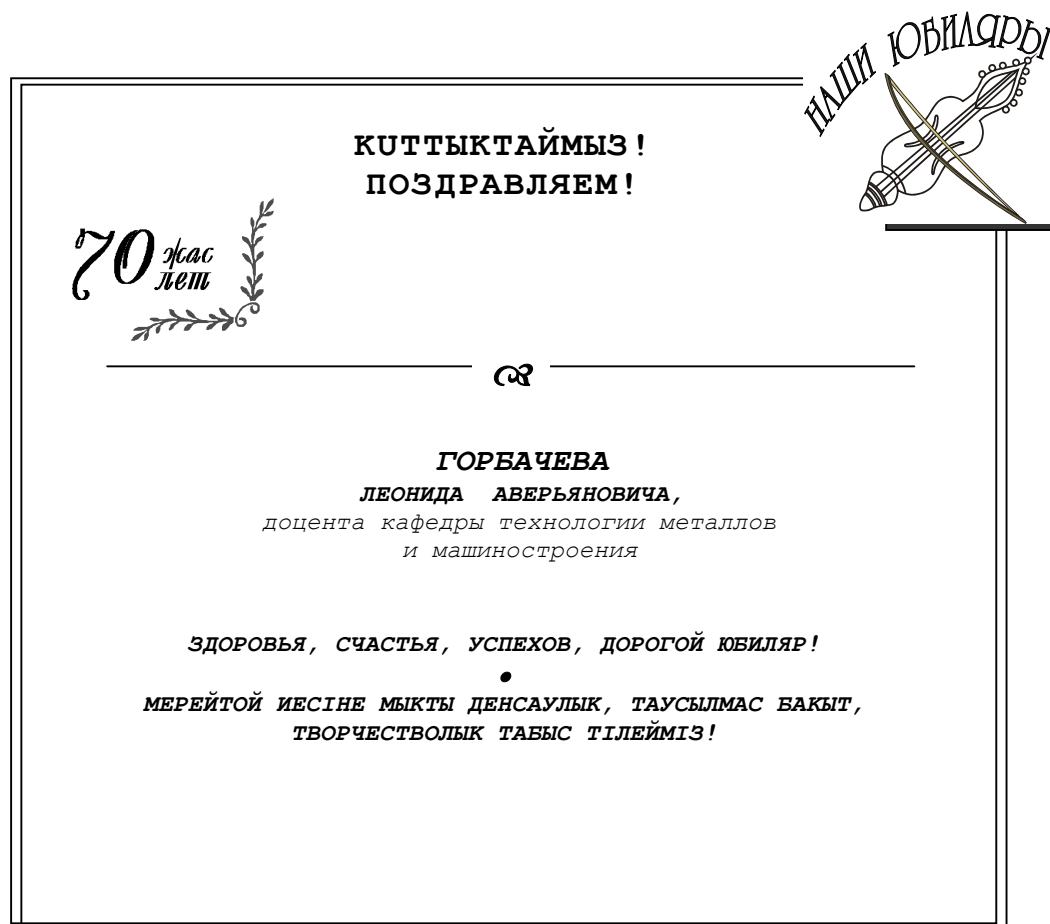 НАШИ ЮБИЛЯРЫ
КUТТЫКТАЙМЫЗ!
ПОЗДРАВЛЯЕМ!
70 жас
лет
ГОРБАЧЕВА
ЛЕОНИДА АВЕРЬЯНОВИЧА,
доцента кафедры технологии металлов
и машиностроения
ЗДОРОВЬЯ, СЧАСТЬЯ, УСПЕХОВ, ДОРОГОЙ ЮБИЛЯР!
•
МЕРЕЙТОЙ ИЕСІНЕ МЫКТЫ ДЕНСАУЛЫК, ТАУСЫЛМАС БАКЫТ,
ТВОРЧЕСТВОЛЫК ТАБЫС ТІЛЕЙМІЗ!